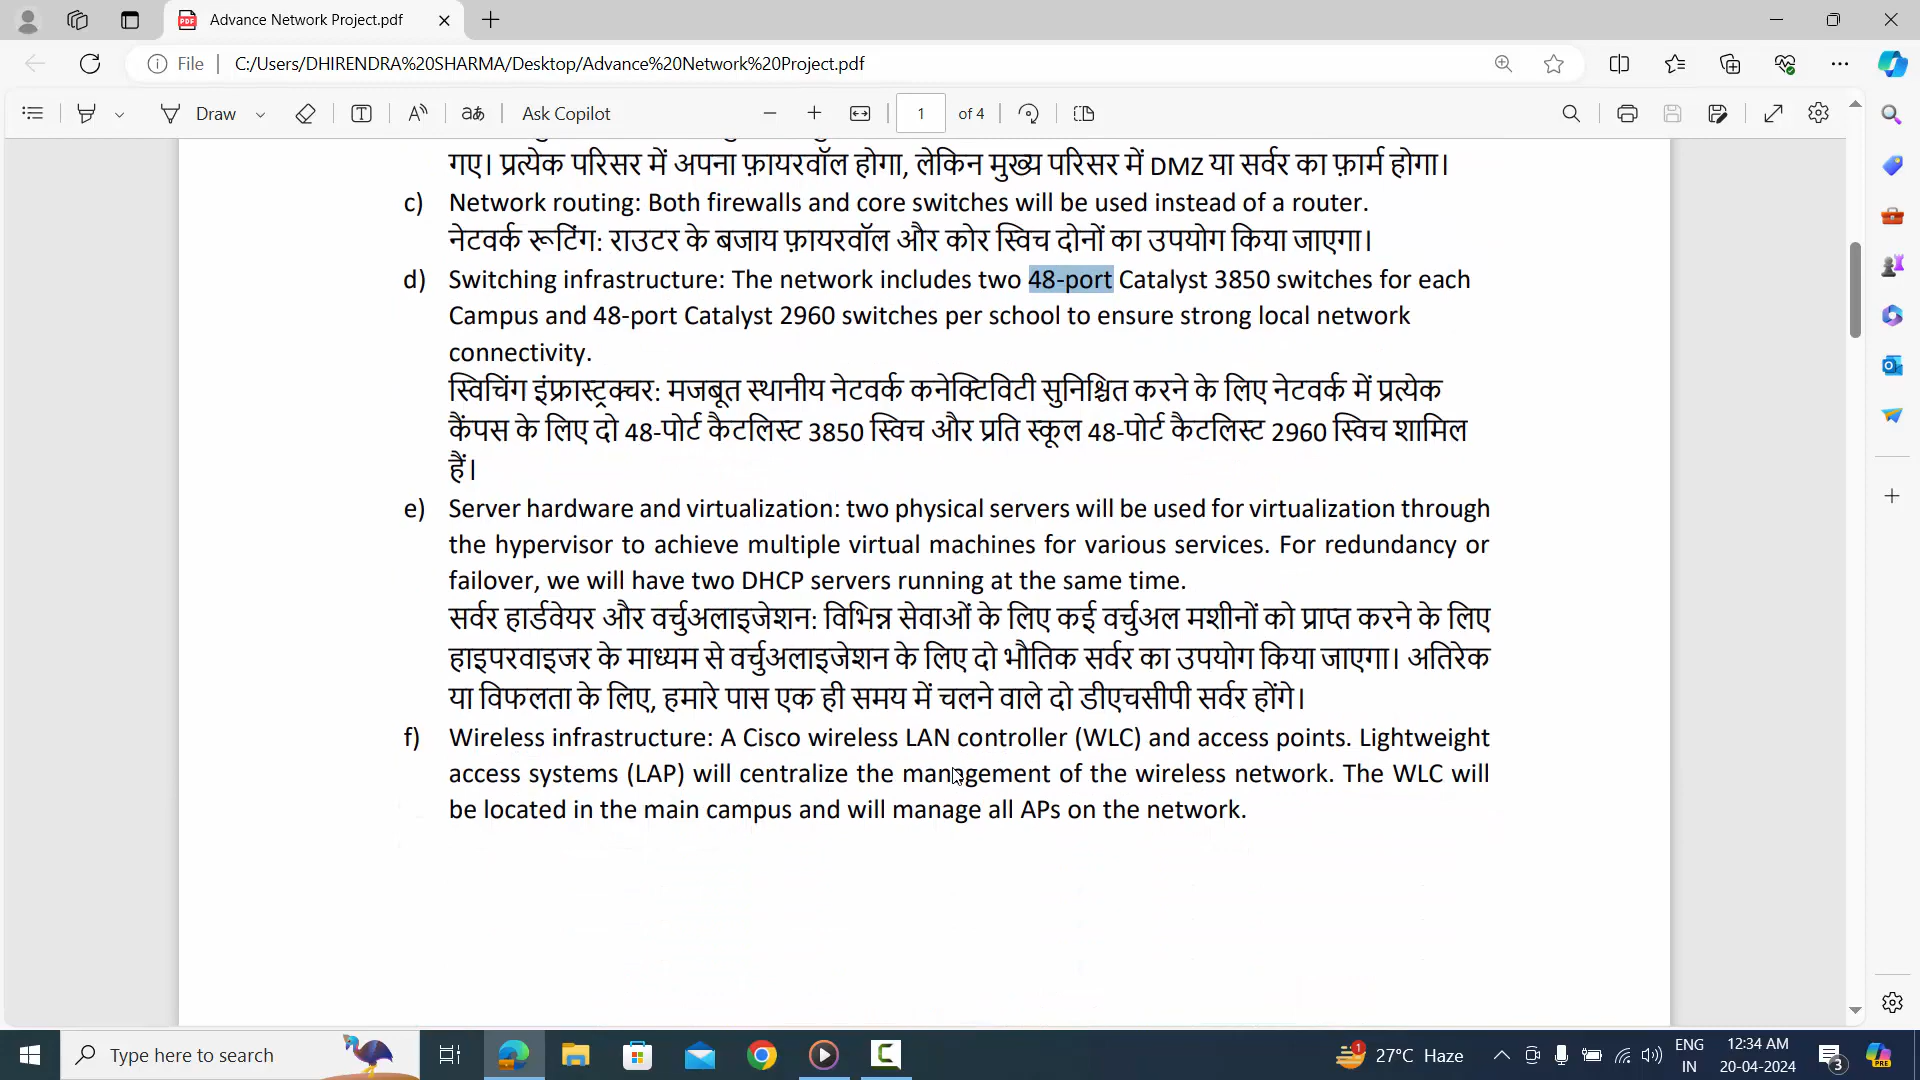 Advance Network Project.pdf
File
C:/Users/DHIRENDRA%20SHARMA/Desktop/Advance%20Network%20Project.pdf
Draw
Ask Copilot
1 of 4
गए। प्रत्येक परिसर में अपना फ़ायरवॉल होगा, लेकिन मुख्य परिसर में DMZ या सर्वर का फ़ार्म होगा।
c) Network routing: Both firewalls and core switches will be used instead of a router.
नेटवर्क रूटिंग: राउटर के बजाय फ़ायरवॉल और कोर स्विच दोनों का उपयोग किया जाएगा।
d) Switching infrastructure: The network includes two 48-port Catalyst 3850 switches for each
Campus and 48-port Catalyst 2960 switches per school to ensure strong local network
connectivity.
स्विचिंग इंफ्रास्ट्रक्चर: मजबूत स्थानीय नेटवर्क कनेक्टिविटी सुनिश्चित करने के लिए नेटवर्क में प्रत्येक
कैंपस के लिए दो 48-पोर्ट कैटलिस्ट 3850 स्विच और प्रति स्कूल 48-पोर्ट कैटलिस्ट 2960 स्विच शामिल
हैं।
e) Server hardware and virtualization: two physical servers will be used for virtualization through
the hypervisor to achieve multiple virtual machines for various services. For redundancy or
failover, we will have two DHCP servers running at the same time.
सर्वर हार्डवेयर और वर्चुअलाइजेशन: विभिन्न सेवाओं के लिए कई वर्चुअल मशीनों को प्राप्त करने के लिए
हाइपरवाइजर के माध्यम से वर्चुअलाइजेशन के लिए दो भौतिक सर्वर का उपयोग किया जाएगा। अतिरेक
या विफलता के लिए, हमारे पास एक ही समय में चलने वाले दो डीएचसीपी सर्वर होंगे।
f) Wireless infrastructure: A Cisco wireless LAN controller (WLC) and access points. Lightweight
access systems (LAP) will centralize the management of the wireless network. The WLC will
be located in the main campus and will manage all APs on the network.
Type here to search
27°C Haze
ENG
IN
12:34 AM
20-04-2024
3